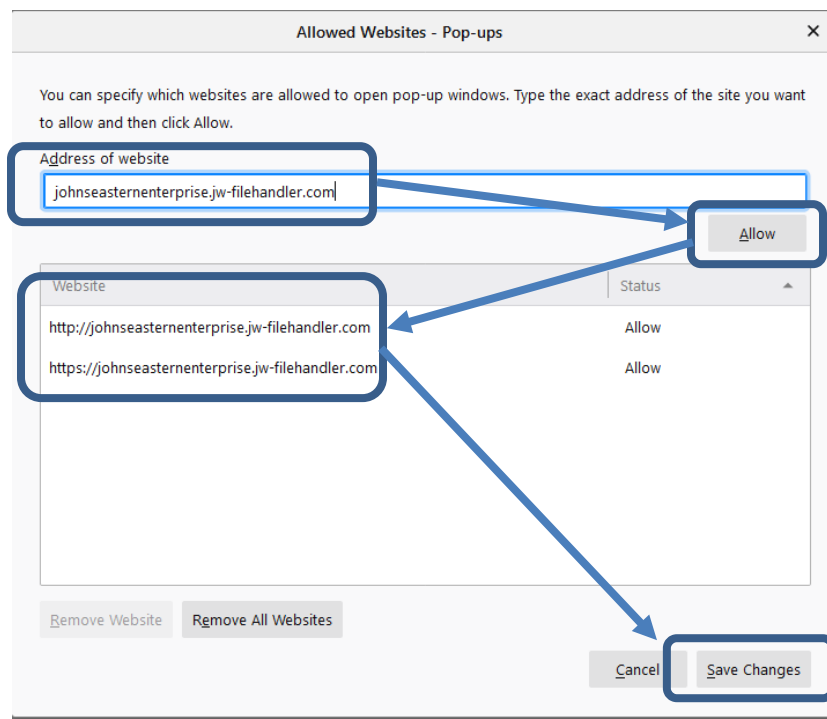 Allowed Websites - Pop-ups
You can specify which websites are allowed to open pop-up windows. Type the exact address of the site you want
to allow and then click Allow.
Address of website
johnseasternenterprise.jw-filehandler.com
Allow
Website Status
http://johnseasternenterprise.jw-filehandler.com Allow
https://johnseasternenterprise.jw-filehandler.com Allow
Remove Website Remove All Websites
Cancel Save Changes